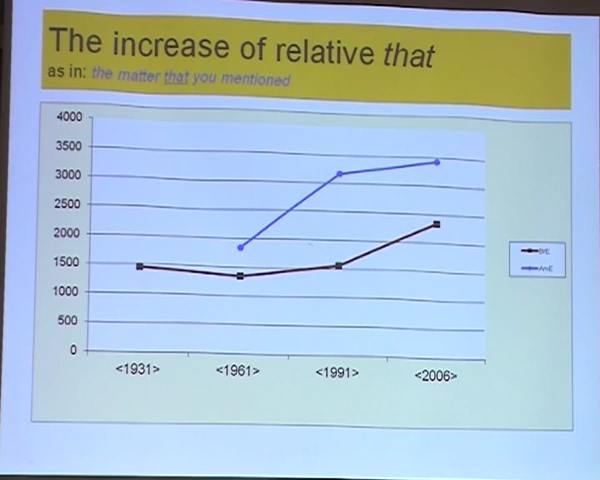 The increase of relative that
as in: the matter that you mentioned
4000
3500
3000
2500
2000
1500
1000
500
0
<1931> <1961> <1991> <2006>
BrE
AmE